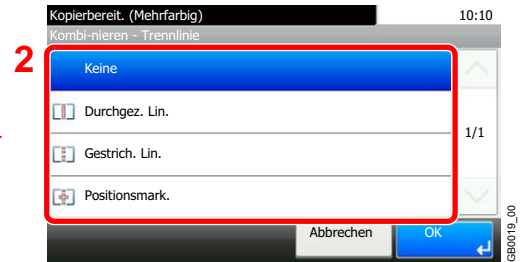 Kopierbereit. (Mehrfarbig) 10:10
Kombi-nieren - Trennlinie
2
Keine
Durchgez. Lin.
1/1
Gestrich. Lin.
Positionsmark.
Abbrechen OK
GB0019_00